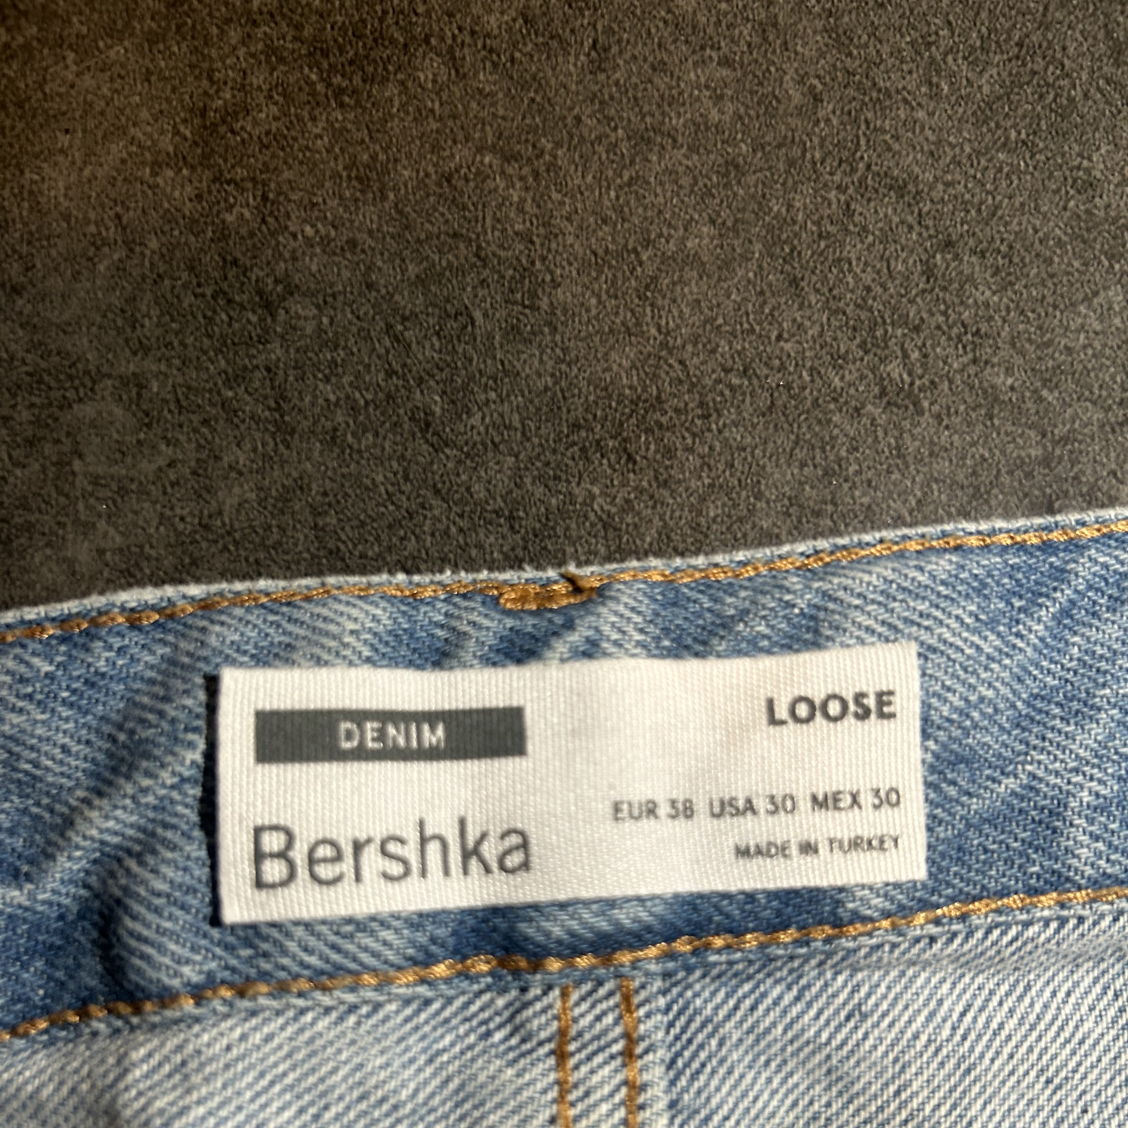 DENIM
LOOSE
Bershka
EUR 38 USA 30 MEX 30
MADE IN TURKEY